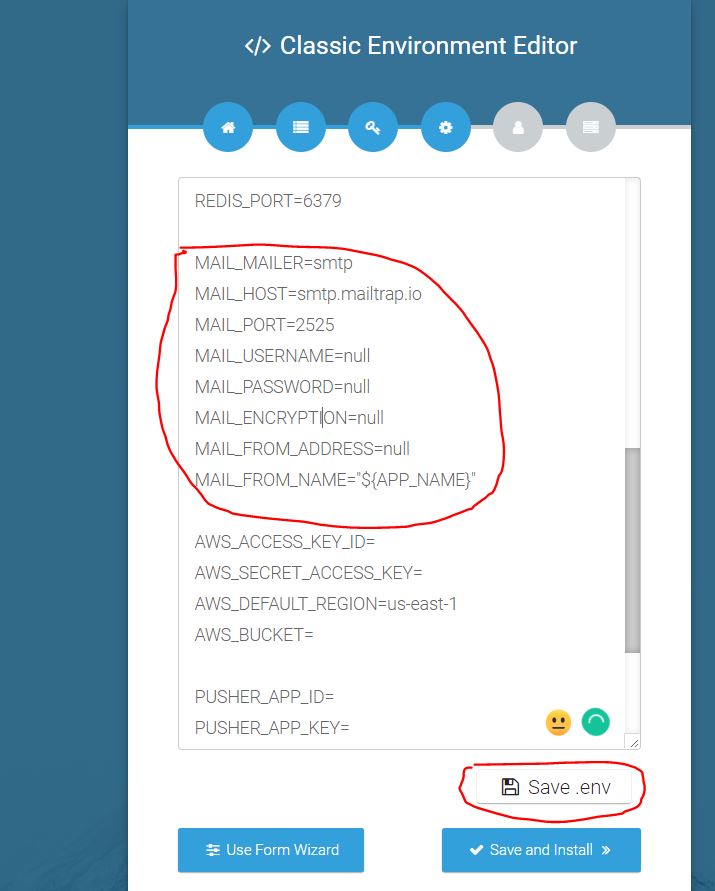 </> Classic Environment Editor
REDIS_PORT=6379
MAIL_MAILER=smtp
MAIL_HOST=smtp.mailtrap.io
MAIL_PORT=2525
MAIL_USERNAME=null
MAIL_PASSWORD=null
MAIL_ENCRYPTION=null
MAIL_FROM_ADDRESS=null
MAIL_FROM_NAME="${APP_NAME}"
AWS_ACCESS_KEY_ID=
AWS_SECRET_ACCESS_KEY=
AWS_DEFAULT_REGION=us-east-1
AWS_BUCKET=
PUSHER_APP_ID=
PUSHER_APP_KEY=
Save .env
Use Form Wizard
Save and Install »